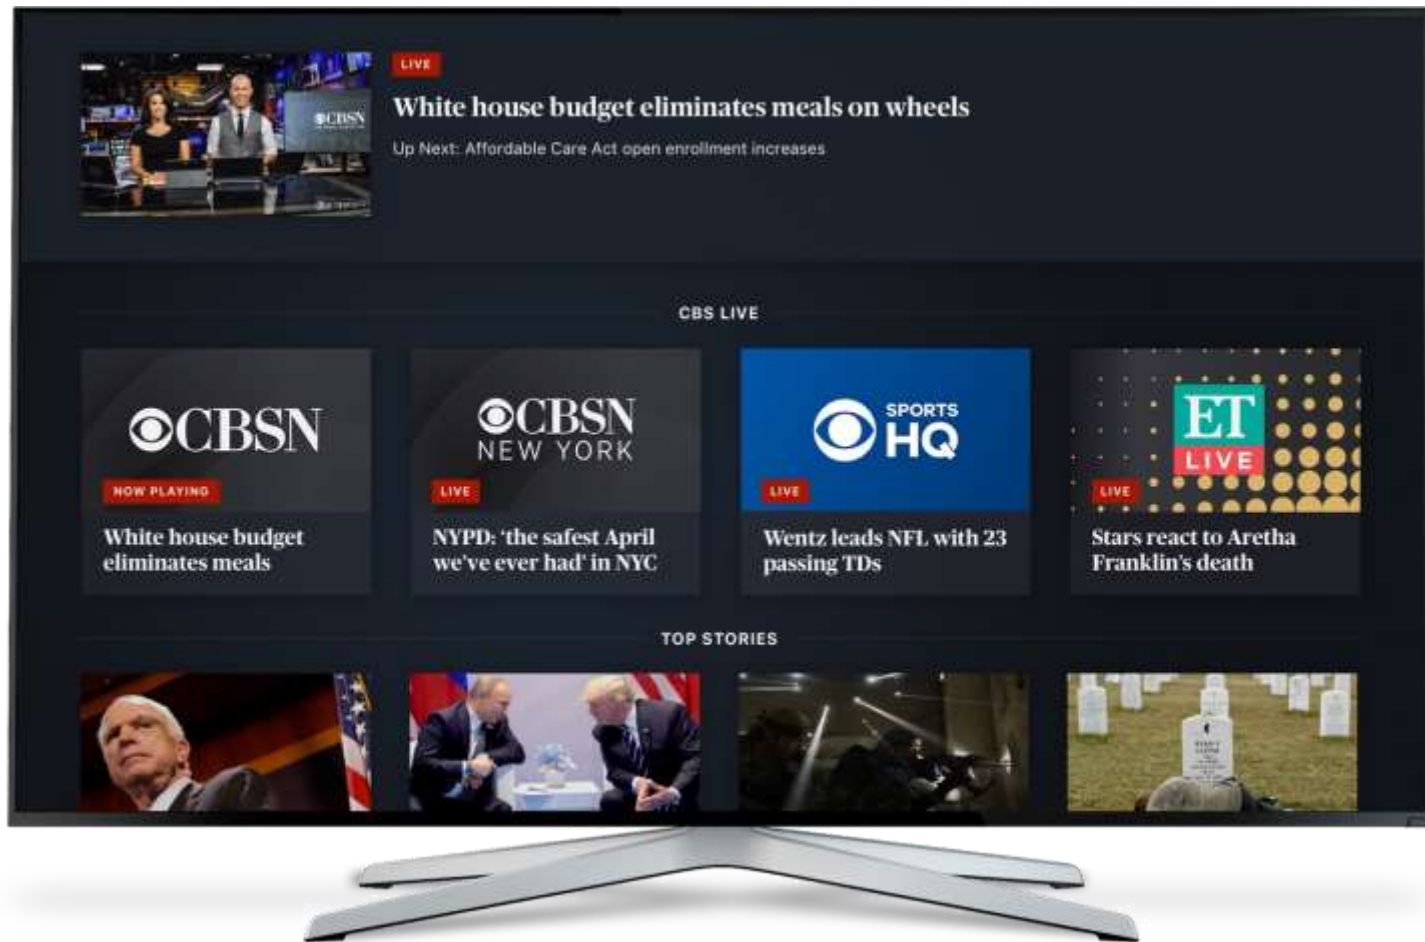 LIVE
White house budget eliminates meals on wheels
Up Next: Affordable Care Act open enrollment increases
CBSN
CBS LIVE
CBSN
NOW PLAYING
White house budget
eliminates meals
CBSN
NEW YORK
LIVE
NYPD: ‘the safest April
we’ve ever had’ in NYC
SPORTS
HQ
LIVE
Wentz leads NFL with 23
passing TDs
ET
LIVE
LIVE
Stars react to Aretha
Franklin’s death
TOP STORIES